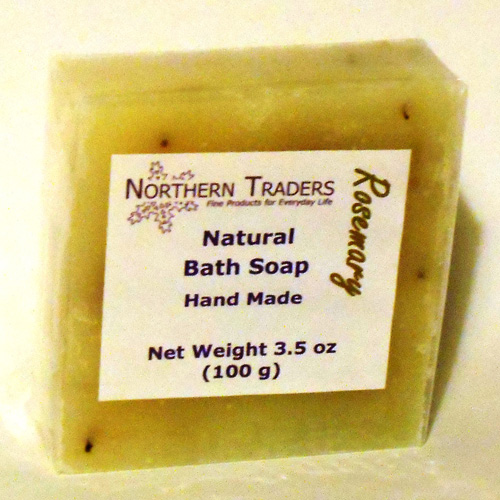 NORTHERN TRADERS
Fine Products for Everyday Life
Natural
Bath Soap
Hand Made
Net Weight 3.5 oz
(100 g)
Rosemary